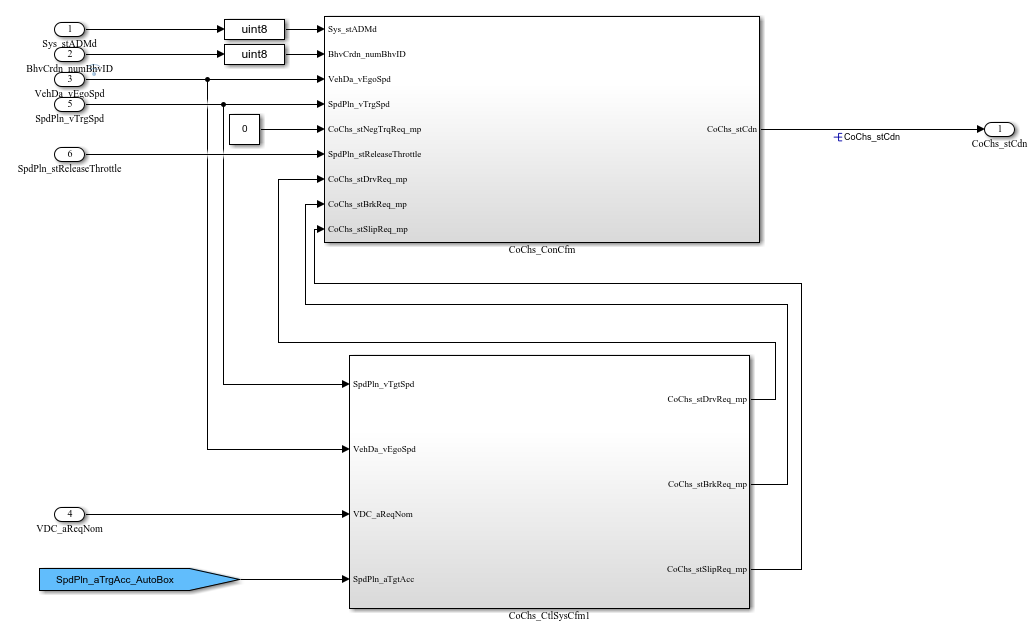 1
Sys_stADMd
2
BhvCrdn_numBhvID
3
VehDa_vEgoSpd
5
SpdPln_vTrgSpd
6
SpdPln_stReleaseThrottle
uint8
uint8
0
Sys_stADMd
BhvCrdn_numBhvID
VehDa_vEgoSpd
SpdPln_vTrgSpd
CoChs_stNegTrqReq_mp
SpdPln_stReleaseThrottle
CoChs_stDrvReq_mp
CoChs_stBrkReq_mp
CoChs_stSlipReq_mp
CoChs_stCdn
CoChs_ConCfm
CoChs_stCdn
1
CoChs_stCdn
SpdPln_vTgtSpd
VehDa_vEgoSpd
VDC_aReqNom
SpdPln_aTgtAcc
CoChs_stDrvReq_mp
CoChs_stBrkReq_mp
CoChs_stSlipReq_mp
CoChs_CtlSysCfm1
4
VDC_aReqNom
SpdPln_aTrgAcc_AutoBox